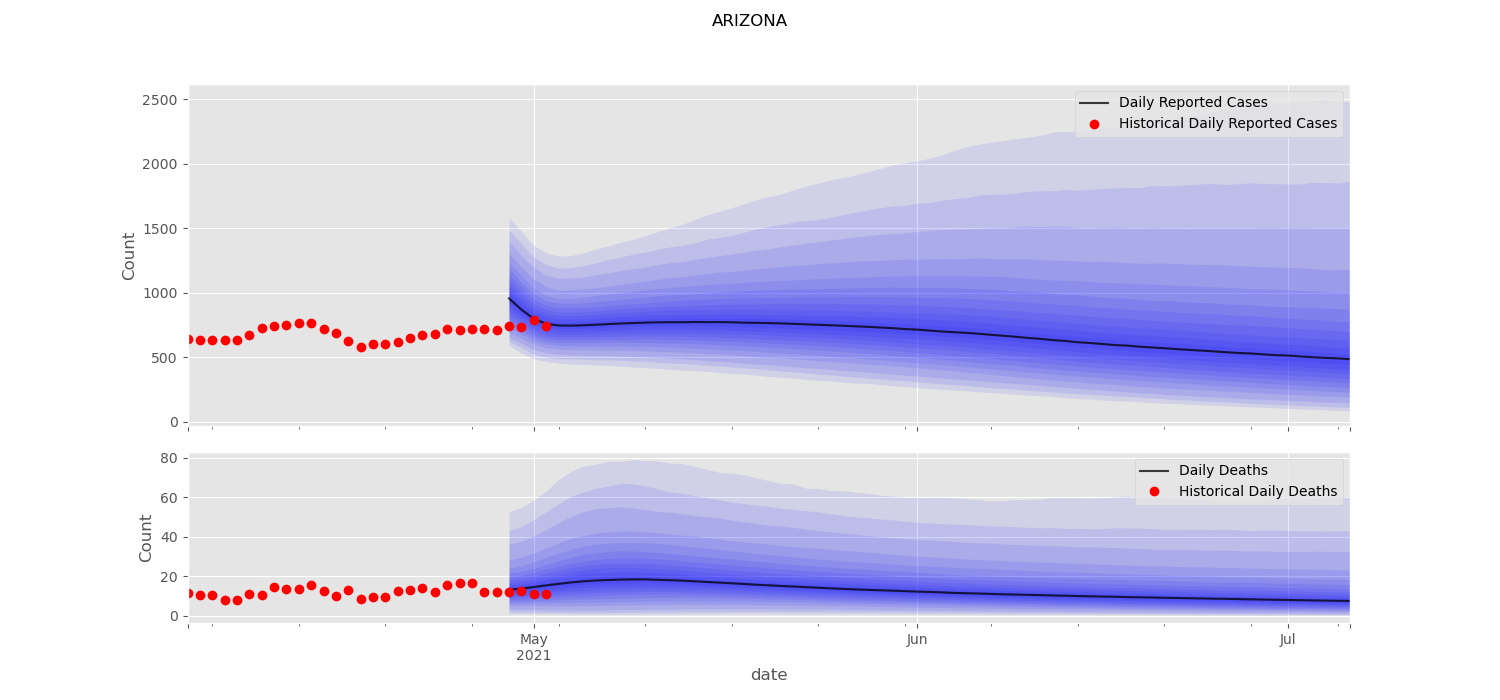 ARIZONA
2500
2000
1500
1000
500
0
Count
Daily Reported Cases
Historical Daily Reported Cases
80
60
40
20
0
Count
Daily Deaths
Historical Daily Deaths
May
2021
Jun
Jul
date